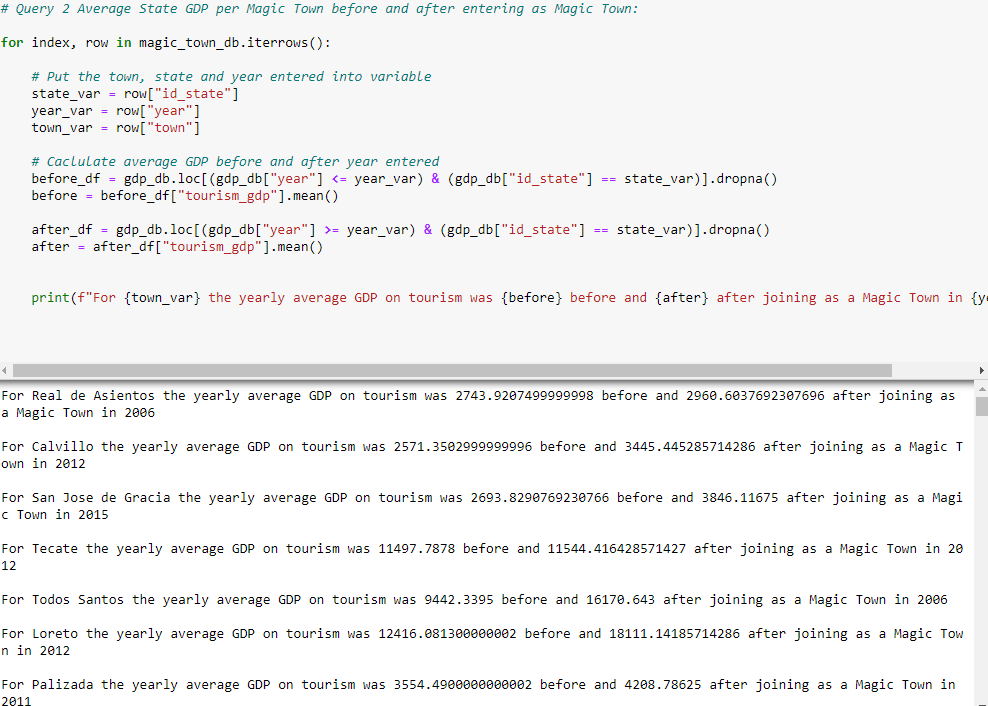 # Query 2 Average State GDP per Magic Town before and after entering as Magic Town:
for index, row in magic_town_db.iterrows():
# Put the town, state and year entered into variable
state_var = row["id_state"]
year_var = row["year"]
town_var = row["town"]
# Caclulate average GDP before and after year entered
before_df = gdp_db.loc[(gdp_db["year"] <= year_var) & (gdp_db["id_state"] == state_var)].dropna()
before = before_df["tourism_gdp"].mean()
after_df = gdp_db.loc[(gdp_db["year"] >= year_var) & (gdp_db["id_state"] == state_var)].dropna()
after = after_df["tourism_gdp"].mean()
print(f"For {town_var} the yearly average GDP on tourism was {before} before and {after} after joining as a Magic Town in {ye
For Real de Asientos the yearly average GDP on tourism was 2743.9207499999998 before and 2960.6037692307696 after joining as
a Magic Town in 2006
For Calvillo the yearly average GDP on tourism was 2571.3502999999996 before and 3445.445285714286 after joining as a Magic T
own in 2012
For San Jose de Gracia the yearly average GDP on tourism was 2693.8290769230766 before and 3846.11675 after joining as a Magi
c Town in 2015
For Tecate the yearly average GDP on tourism was 11497.7878 before and 11544.416428571427 after joining as a Magic Town in 20
12
For Todos Santos the yearly average GDP on tourism was 9442.3395 before and 16170.643 after joining as a Magic Town in 2006
For Loreto the yearly average GDP on tourism was 12416.081300000002 before and 18111.14185714286 after joining as a Magic Tow
n in 2012
For Palizada the yearly average GDP on tourism was 3554.4900000000002 before and 4208.78625 after joining as a Magic Town in
2011